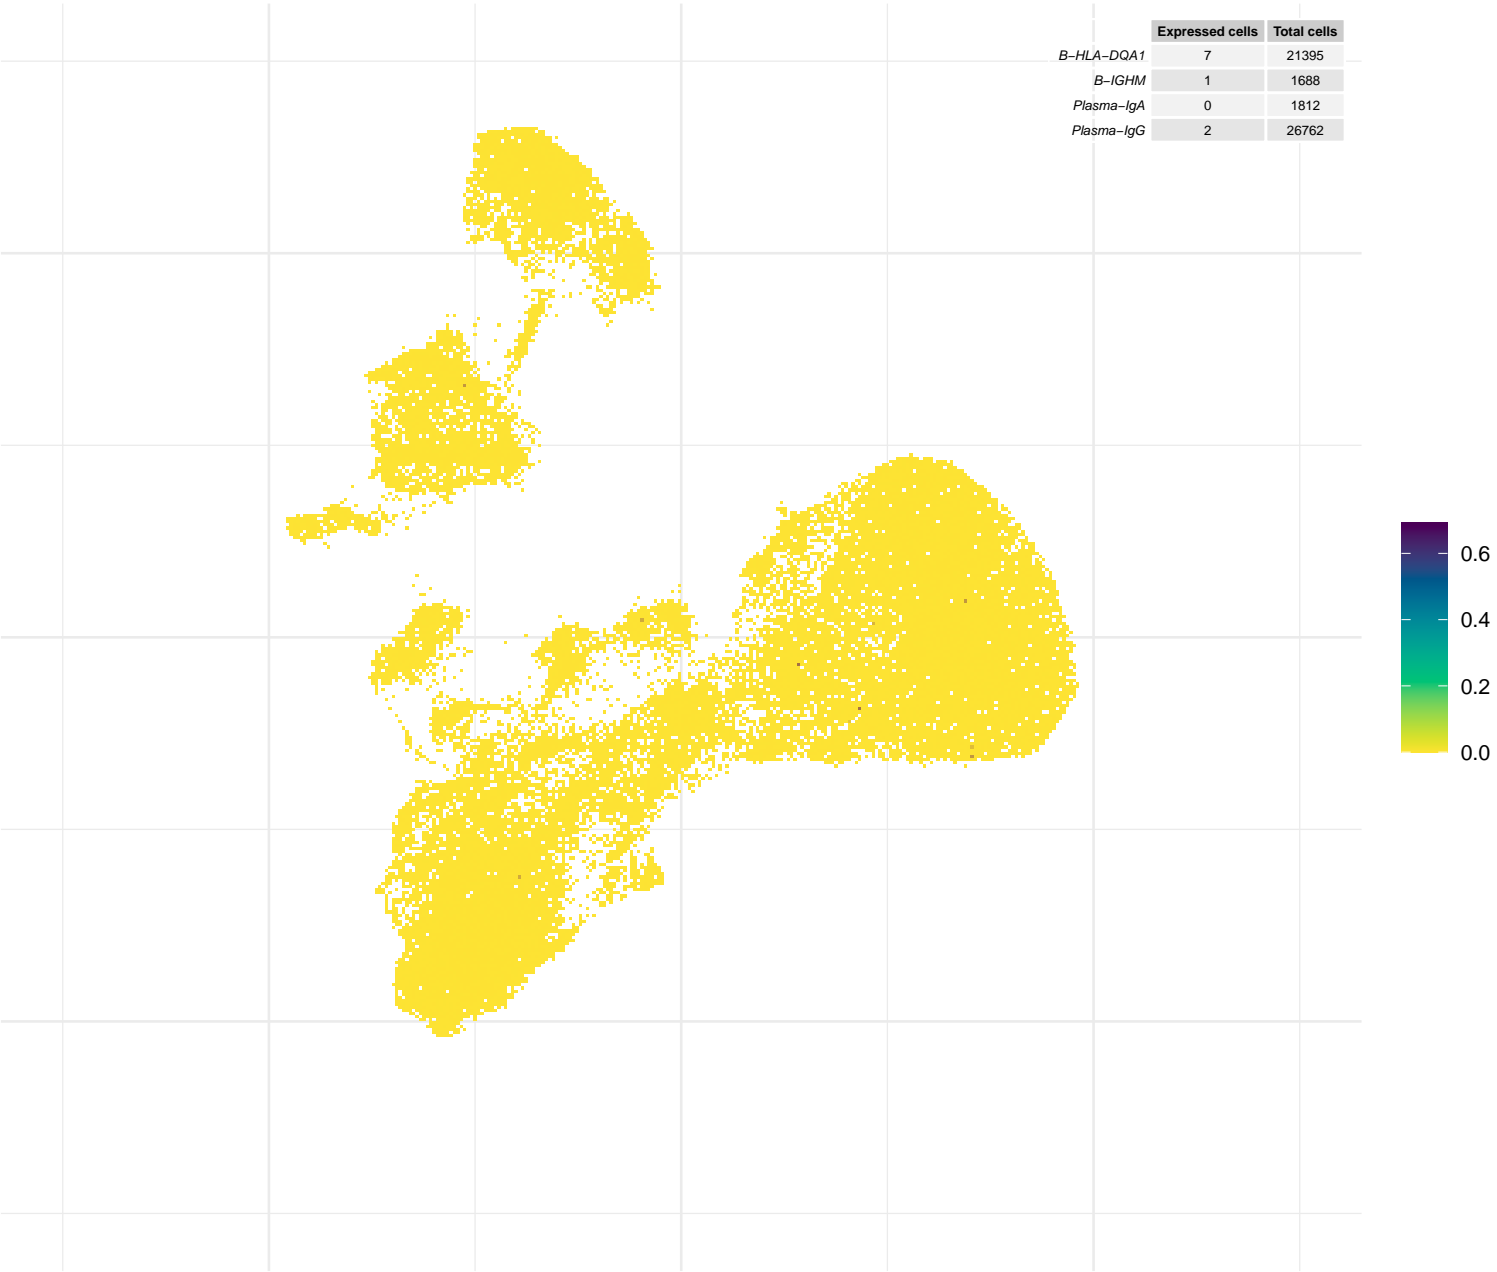 Expressed cells Total cells
B−HLA−DQA1 7 21395
B−IGHM 1 1688
Plasma−IgA 0 1812
Plasma−IgG 2 26762
0.6
0.4
0.2
0.0